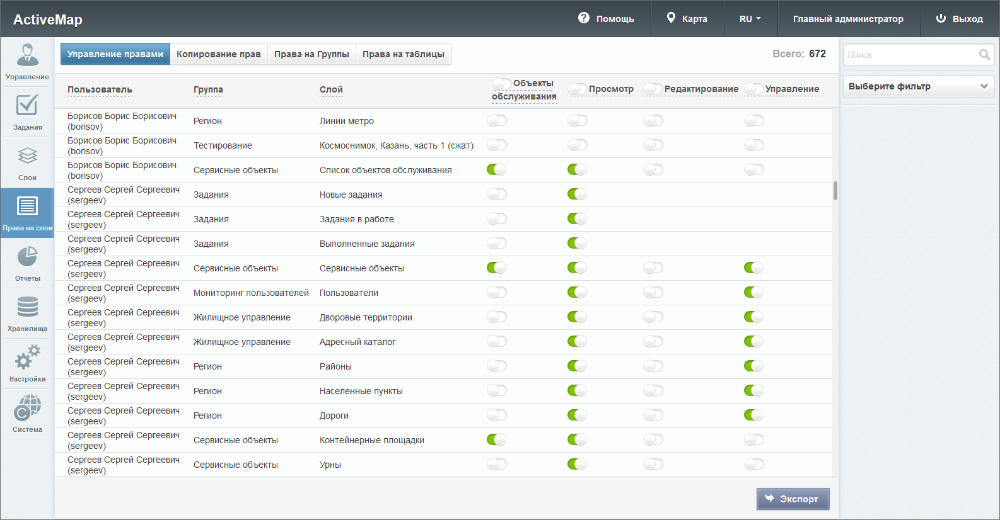 ActiveMap
Помощь
Карта
RU
Главный администратор
Выход
Управление
Задания
Слои
Права на слои
Отчеты
Хранилища
Настройки
Система
Управление правами Копирование прав Права на Группы Права на таблицы
Всего: 672
Поиск
Выберите фильтр
Пользователь Группа Слой Объекты обслуживания Просмотр Редактирование Управление
Борисов Борис Борисович
(borisov) Регион Линии метро
Борисов Борис Борисович
(borisov) Тестирование Космоснимок, Казань, часть 1 (сжат)
Борисов Борис Борисович
(borisov) Сервисные объекты Список объектов обслуживания
Сергеев Сергей Сергеевич
(sergeev) Задания Новые задания
Сергеев Сергей Сергеевич
(sergeev) Задания Задания в работе
Сергеев Сергей Сергеевич
(sergeev) Задания Выполненные задания
Сергеев Сергей Сергеевич
(sergeev) Сервисные объекты Сервисные объекты
Сергеев Сергей Сергеевич
(sergeev) Мониторинг пользователей Пользователи
Сергеев Сергей Сергеевич
(sergeev) Жилищное управление Дворовые территории
Сергеев Сергей Сергеевич
(sergeev) Жилищное управление Адресный каталог
Сергеев Сергей Сергеевич
(sergeev) Регион Районы
Сергеев Сергей Сергеевич
(sergeev) Регион Населенные пункты
Сергеев Сергей Сергеевич
(sergeev) Регион Дороги
Сергеев Сергей Сергеевич
(sergeev) Сервисные объекты Контейнерные площадки
Сергеев Сергей Сергеевич
(sergeev) Сервисные объекты Урны
Экспорт